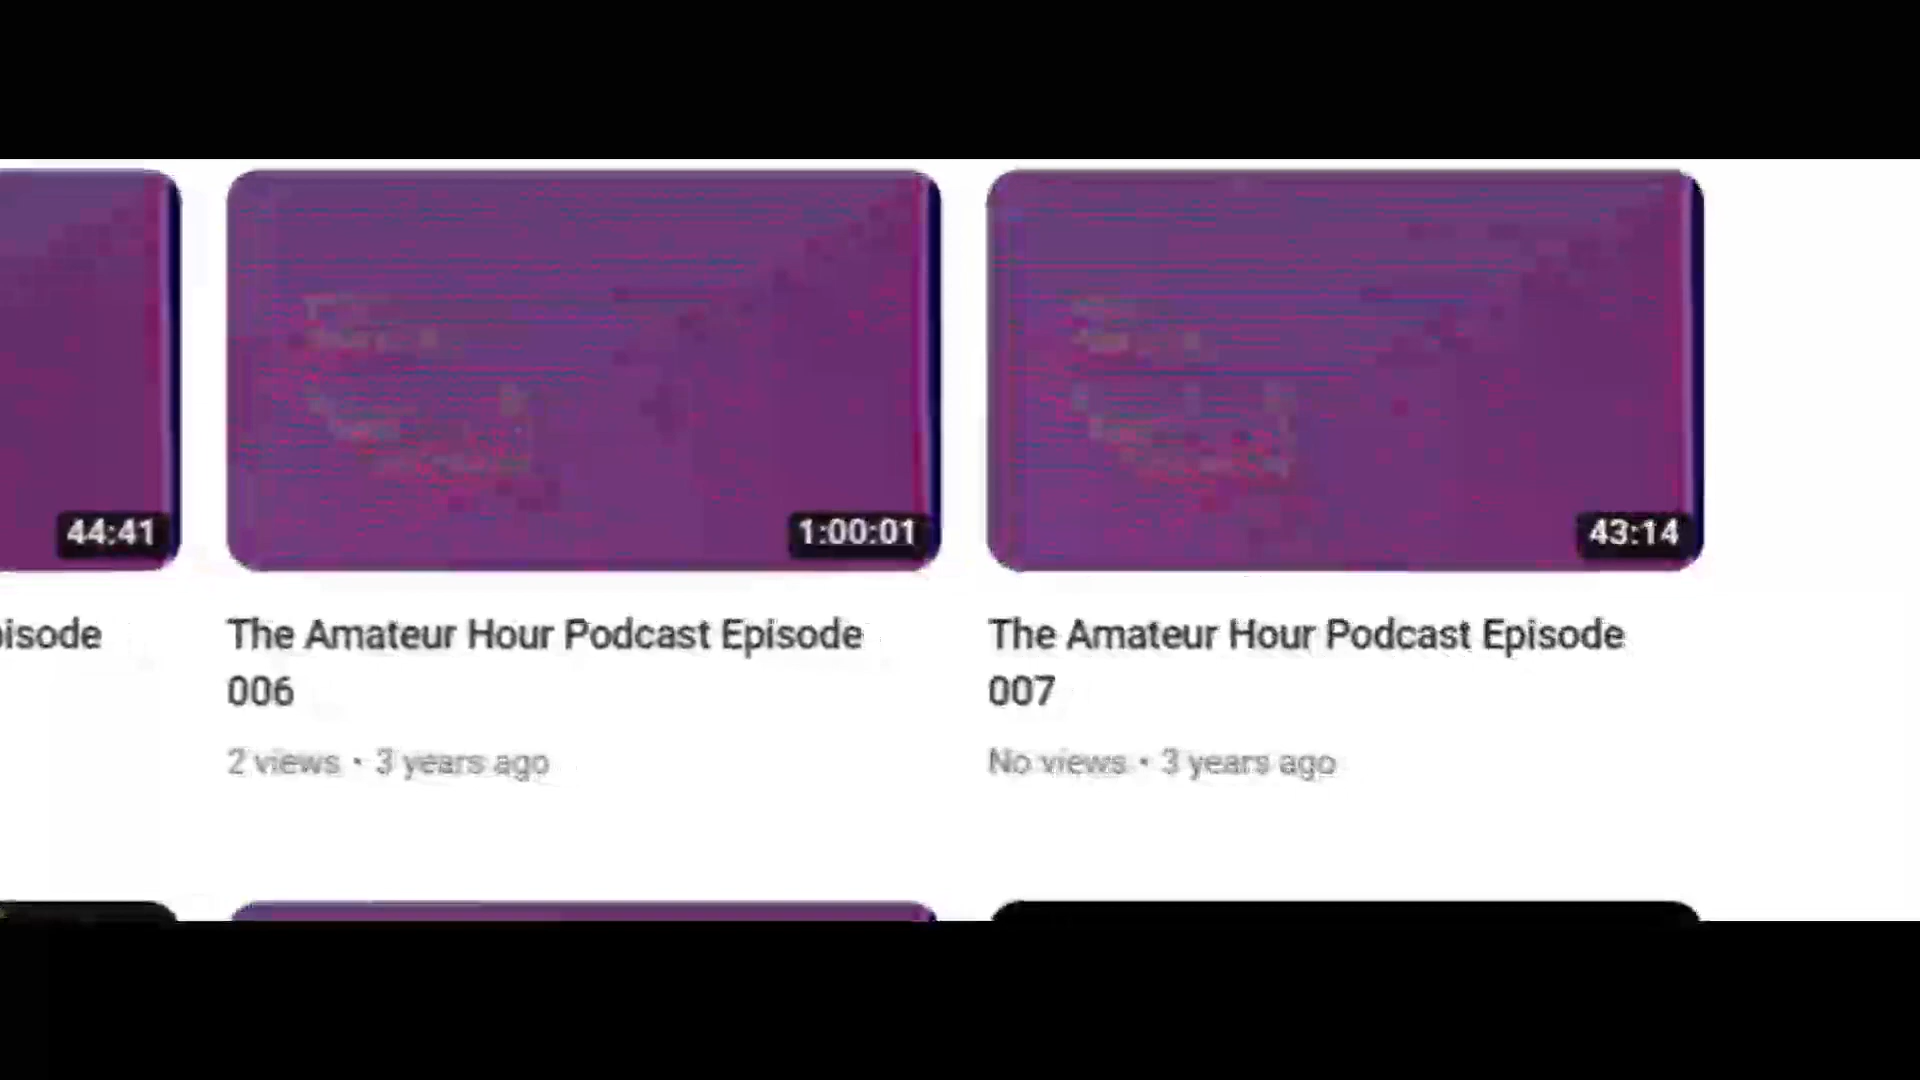 44:41
1:00:01
43:14
pisode
The Amateur Hour Podcast Episode
006
2 views • 3 years ago
The Amateur Hour Podcast Episode
007
No views • 3 years ago